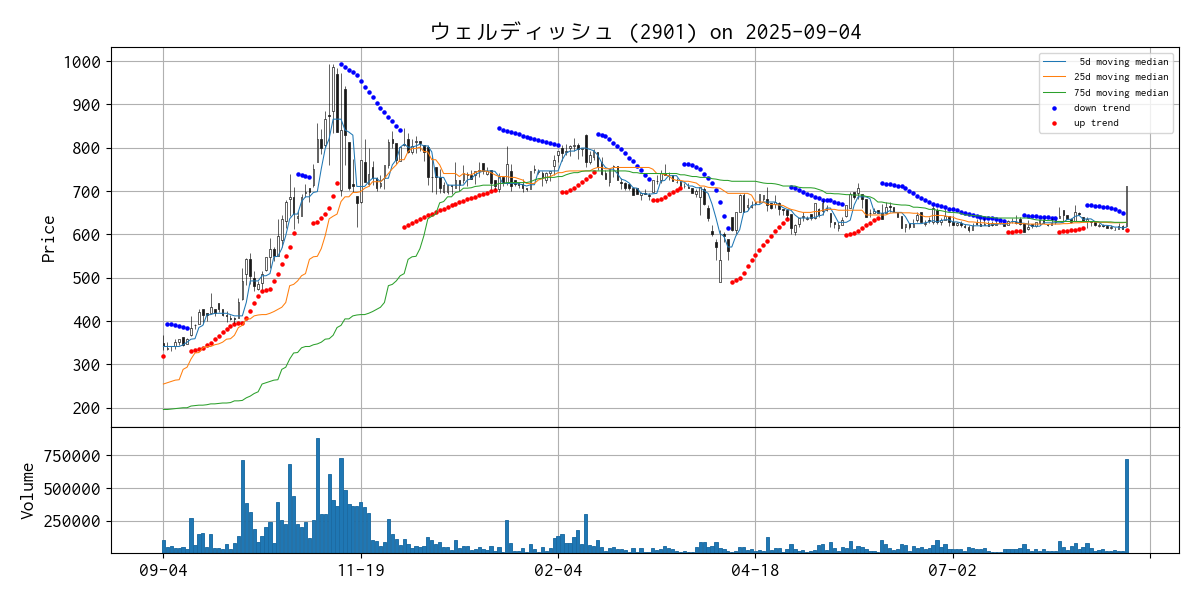 ウェルディッシュ (2901) on 2025-09-04
1000
900
800
700
600
500
400
300
200
Price
5d moving median
25d moving median
75d moving median
down trend
up trend
750000
500000
250000
Volume
09-04
11-19
02-04
04-18
07-02